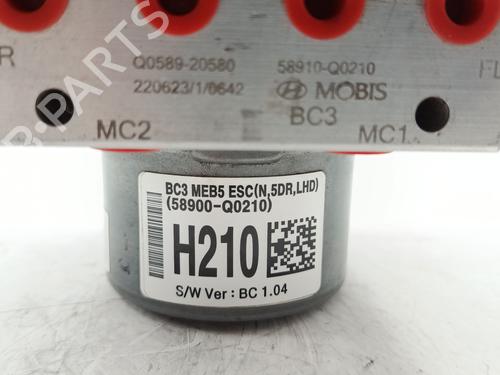 R
Q0589-20580
58910-Q0210
FL
220623/1/0642
MOBIS
BC3
MC2
MC1
BC3 MEB5 ESC(N,5DR,LHD)
(58900-Q0210)
H210
S/W Ver : BC 1.04